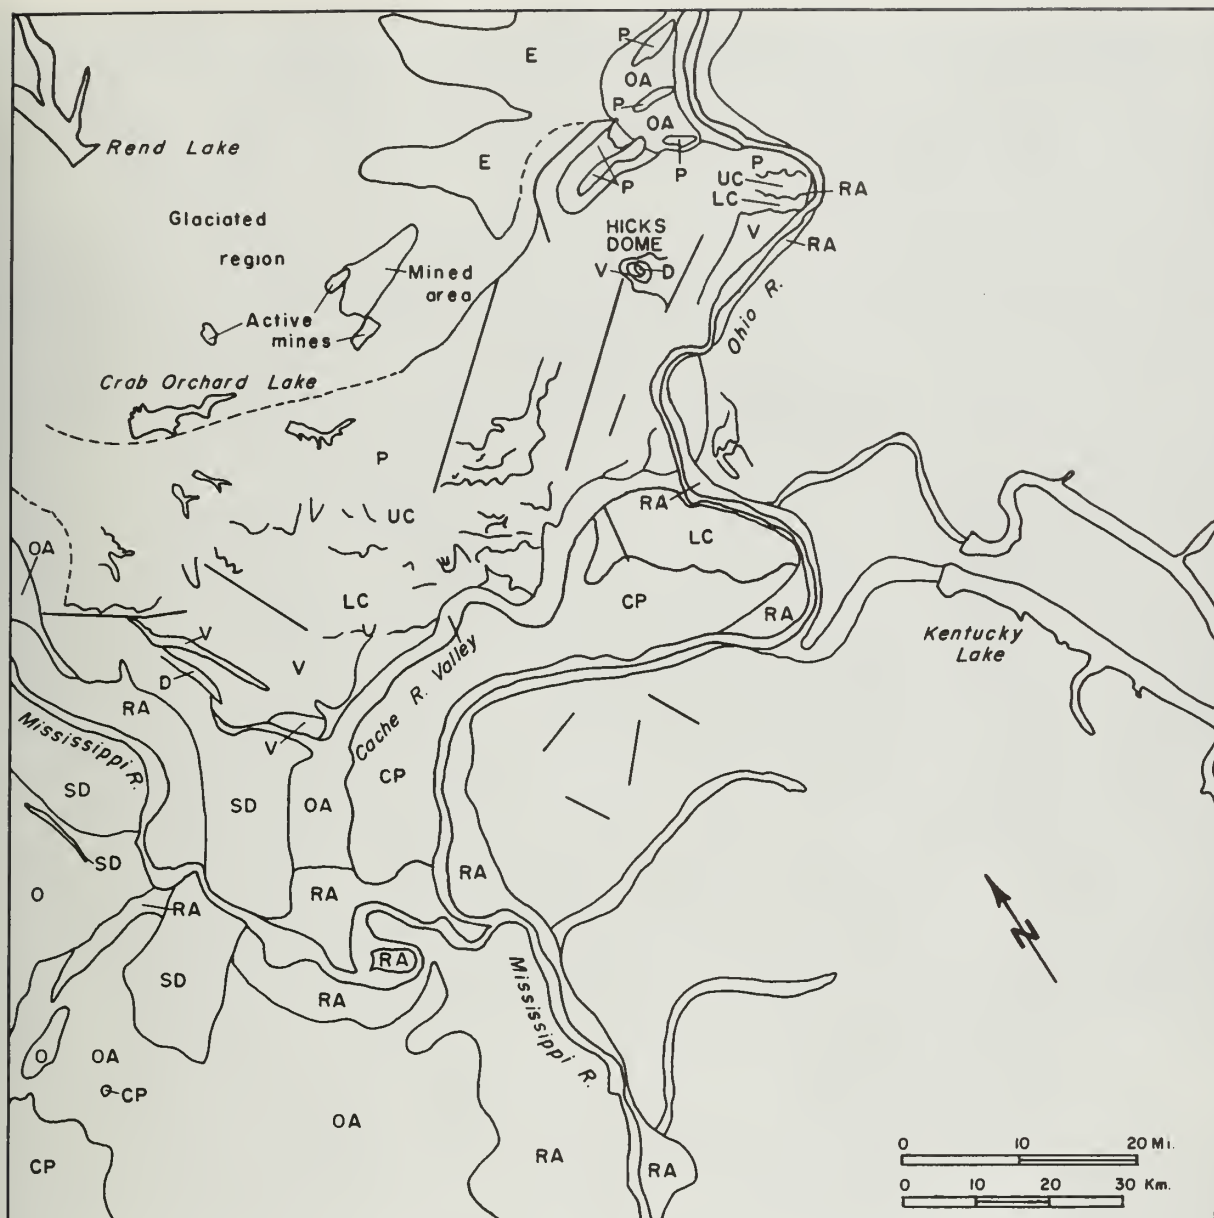 E
P
OA
P
OA
Rend Lake
E
P
P
P
UC
LC
RA
Glaciated
region
HICKS
DOME
V
RA
V
D
Mined
area
Active
mines
Ohio R.
Crab Orchard Lake
P
RA
UC
LC
OA
LC
CP
RA
Kentucky
Lake
V
V
D
RA
Cache R. Valley
V
Mississippi R.
CP
SD
SD
OA
SD
RA
RA
O
RA
RA
SD
RA
Mississippi R.
N
O
OA
CP
OA
0 10 20 Mi.
RA
RA
CP
0 10 20 30 Km.